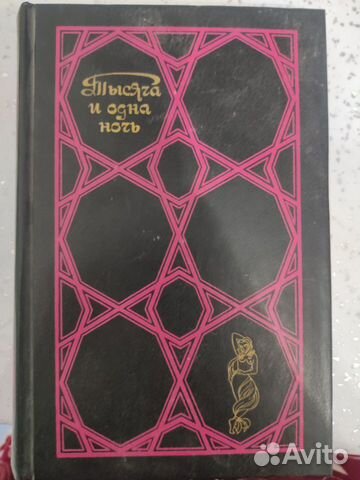 Тысяча
и одна
ночь
Avito